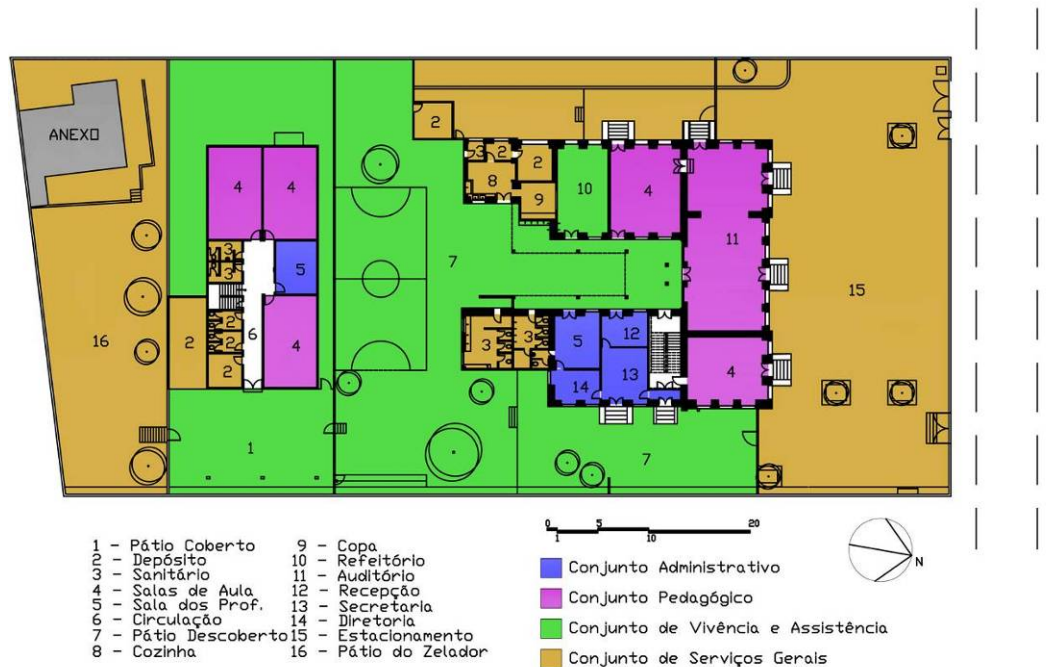 ANEXO
2
3
2
2
8
9
10
4
4
4
11
3
3
5
7
15
16
2
2
2
2
6
4
3
3
5
12
13
14
4
1
7
1 - Pátio Coberto
2 - Depósito
3 - Sanitário
4 - Salas de Aula
5 - Sala dos Prof.
6 - Circulação
7 - Pátio Descoberto
8 - Cozinha
9 - Copa
10 - Refeitório
11 - Auditório
12 - Recepção
13 - Secretaria
14 - Diretoria
15 - Estacionamento
16 - Pátio do Zelador
0 5 20
1 10
Conjunto Administrativo
Conjunto Pedagógico
Conjunto de Vivência e Assistência
Conjunto de Serviços Gerais
N